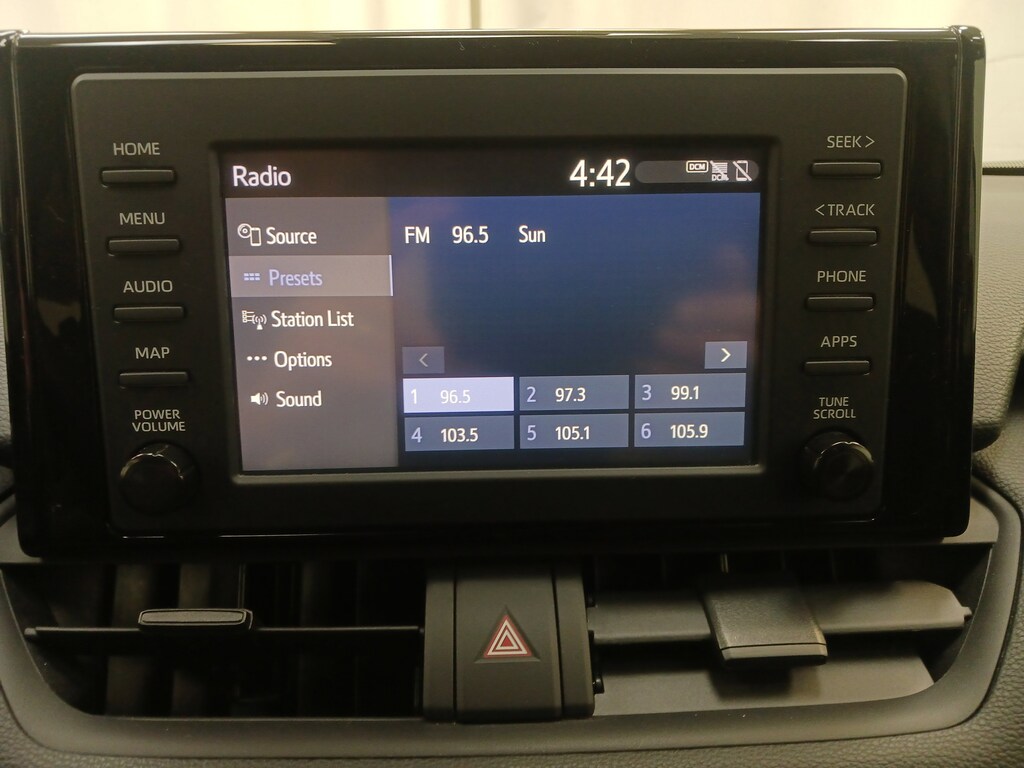 HOME
MENU
AUDIO
MAP
POWER
VOLUME
Radio
4:42
DCM
DCM
Source
Presets
Station List
Options
Sound
FM 96.5 Sun
<
>
1 96.5
2 97.3
3 99.1
4 103.5
5 105.1
6 105.9
SEEK >
< TRACK
PHONE
APPS
TUNE
SCROLL